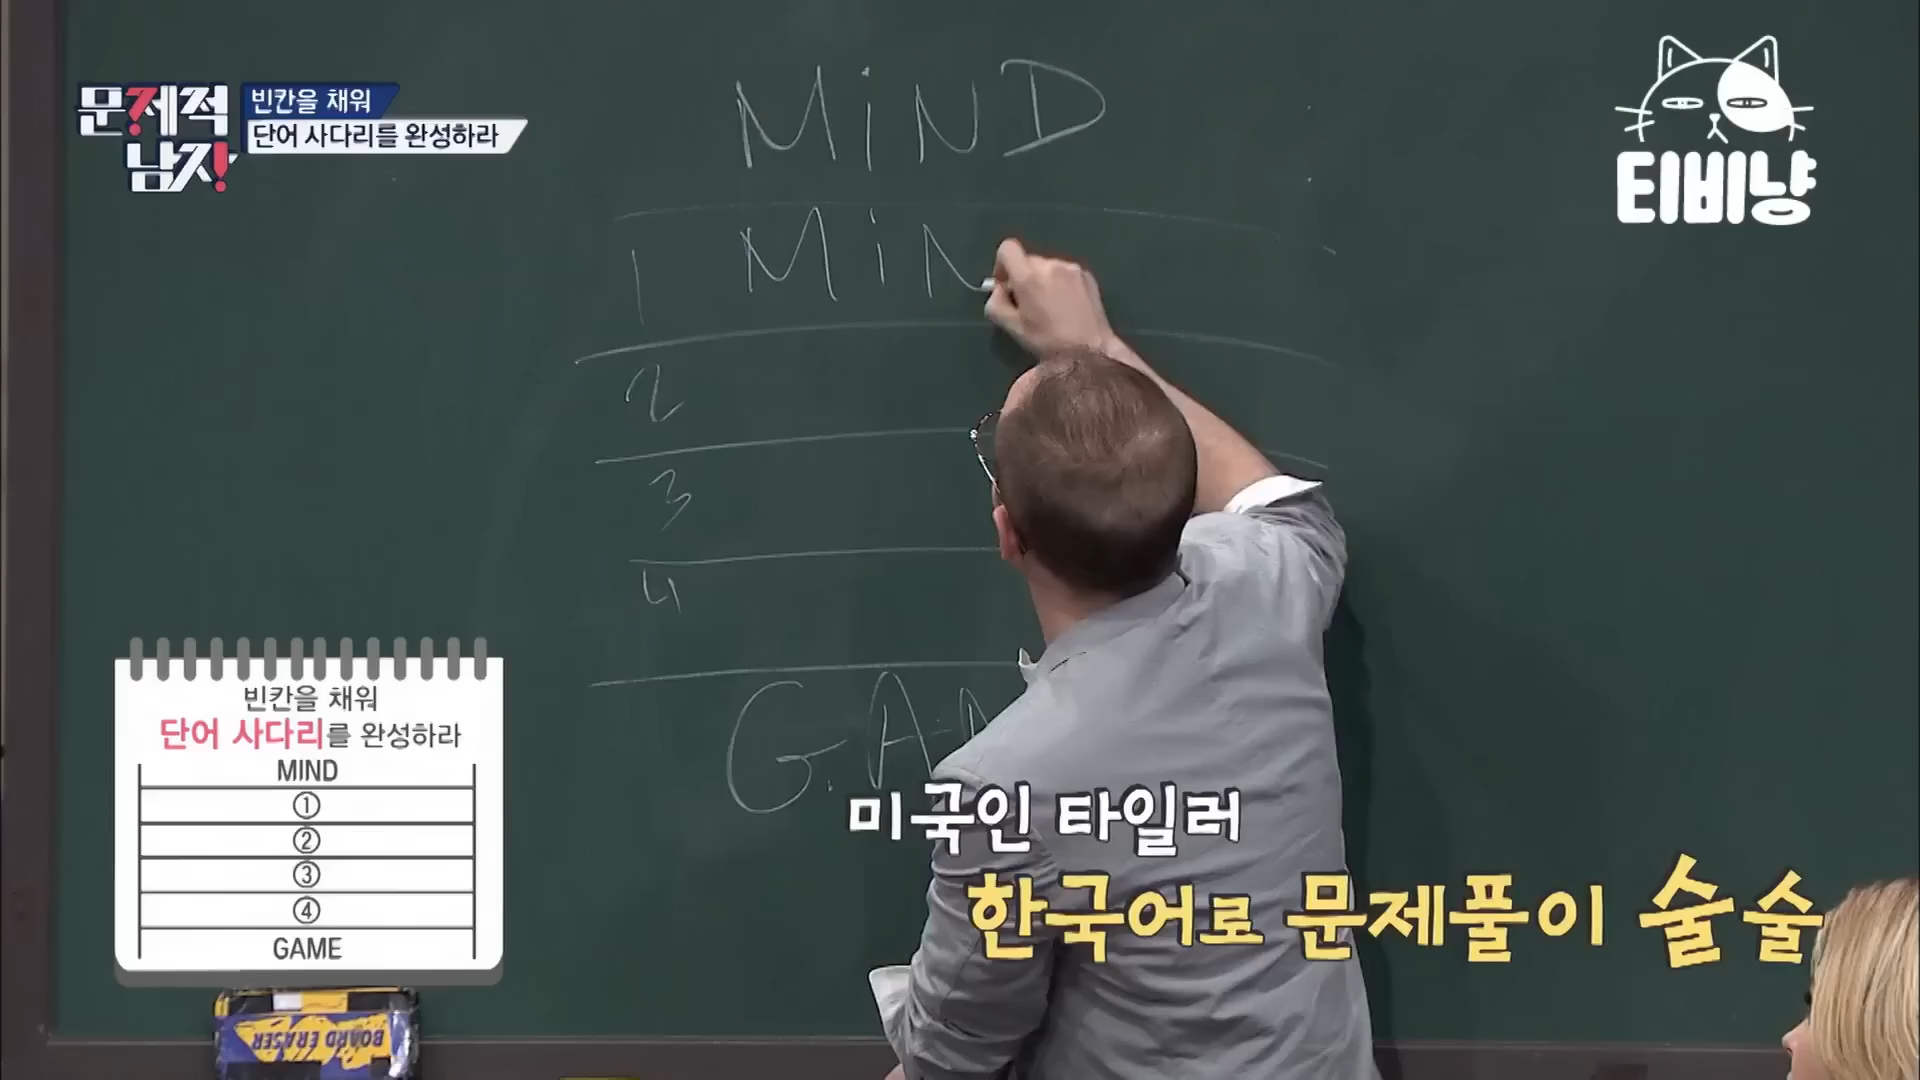 문제적
남자!
빈칸을 채워
단어 사다리를 완성하라
티비냥
MiND
1 MiN
2
3
4
G.A
빈칸을 채워
단어 사다리를 완성하라
MIND
①
②
③
④
GAME
미국인 타일러
한국어로 문제풀이 술술
BOARD ERASER